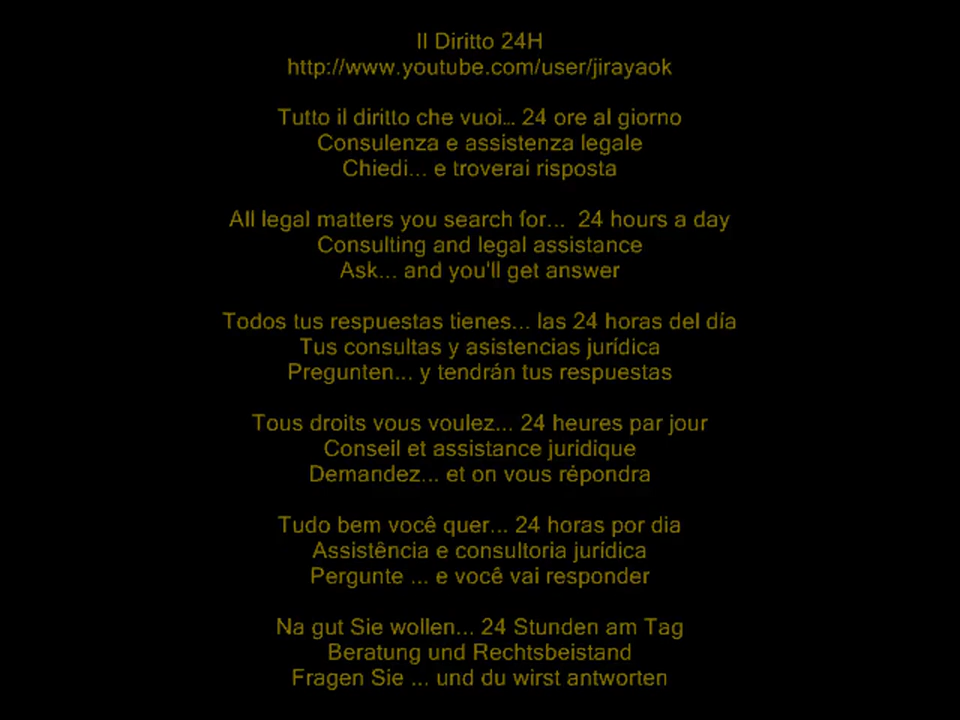 Il Diritto 24H
http://www.youtube.com/user/jirayaok
Tutto il diritto che vuoi... 24 ore al giorno
Consulenza e assistenza legale
Chiedi... e troverai risposta
All legal matters you search for... 24 hours a day
Consulting and legal assistance
Ask... and you'll get answer
Todos tus respuestas tienes... las 24 horas del día
Tus consultas y asistencias jurídica
Pregunten... y tendrán tus respuestas
Tous droits vous voulez... 24 heures par jour
Conseil et assistance juridique
Demandez... et on vous répondra
Tudo bem você quer... 24 horas por dia
Assistência e consultoria jurídica
Pergunte ... e você vai responder
Na gut Sie wollen... 24 Stunden am Tag
Beratung und Rechtsbeistand
Fragen Sie ... und du wirst antworten